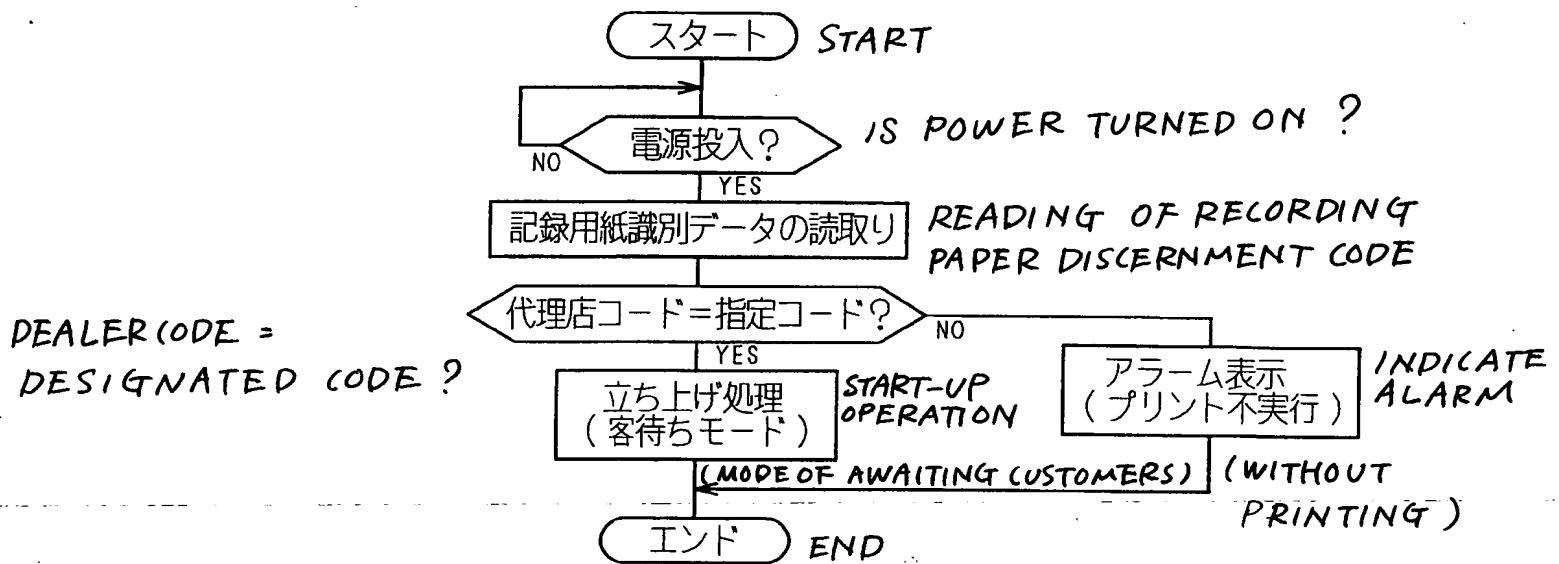 スタート START
電源投入? IS POWER TURNED ON ?
NO
YES
記録用紙識別データの読取り READING OF RECORDING
PAPER DISCERNMENT CODE
代理店コード=指定コード?
NO
DEALER CODE =
DESIGNATED CODE ?
YES
立ち上げ処理
(客待ちモード)
START-UP
OPERATION
(MODE OF AWAITING CUSTOMERS)
アラーム表示
(プリント不実行)
INDICATE
ALARM
(WITHOUT
PRINTING)
エンド END